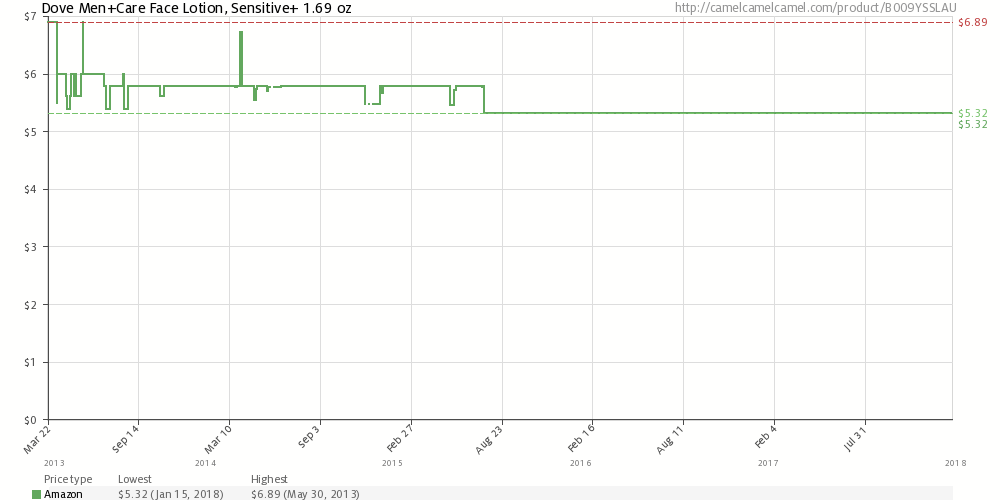 Dove Men+Care Face Lotion, Sensitive+ 1.69 oz
http://camelcamelcamel.com/product/B009YSSLAU
$7
$6.89
$6
$5.32
$5.32
$5
$4
$3
$2
$1
$0
Mar 22
Sep 14
Mar 10
Sep 3
Feb 27
Aug 23
Feb 16
Aug 11
Feb 4
Jul 31
2013 2014 2015 2016 2017 2018
Price type Lowest Highest
Amazon $5.32 (Jan 15, 2018) $6.89 (May 30, 2013)